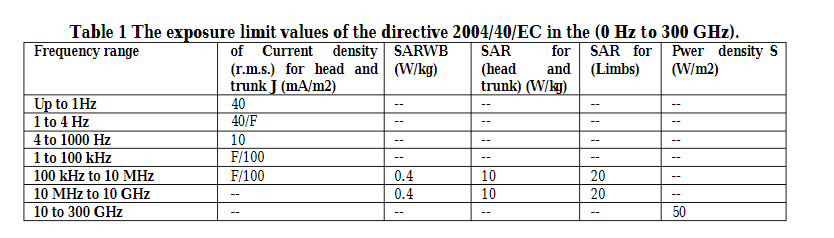 Table 1 The exposure limit values of the directive 2004/40/EC in the (0 Hz to 300 GHz).
Frequency range | of Current density (r.m.s.) for head and trunk J (mA/m2) | SARWB (W/kg) | SAR for (head and trunk) (W/kg) | SAR for (Limbs) | Pwer density S (W/m2)
Up to 1Hz | 40 | -- | -- | -- | --
1 to 4 Hz | 40/F | -- | -- | -- | --
4 to 1000 Hz | 10 | -- | -- | -- | --
1 to 100 kHz | F/100 | -- | -- | -- | --
100 kHz to 10 MHz | F/100 | 0.4 | 10 | 20 | --
10 MHz to 10 GHz | -- | 0.4 | 10 | 20 | --
10 to 300 GHz | -- | -- | -- | -- | 50